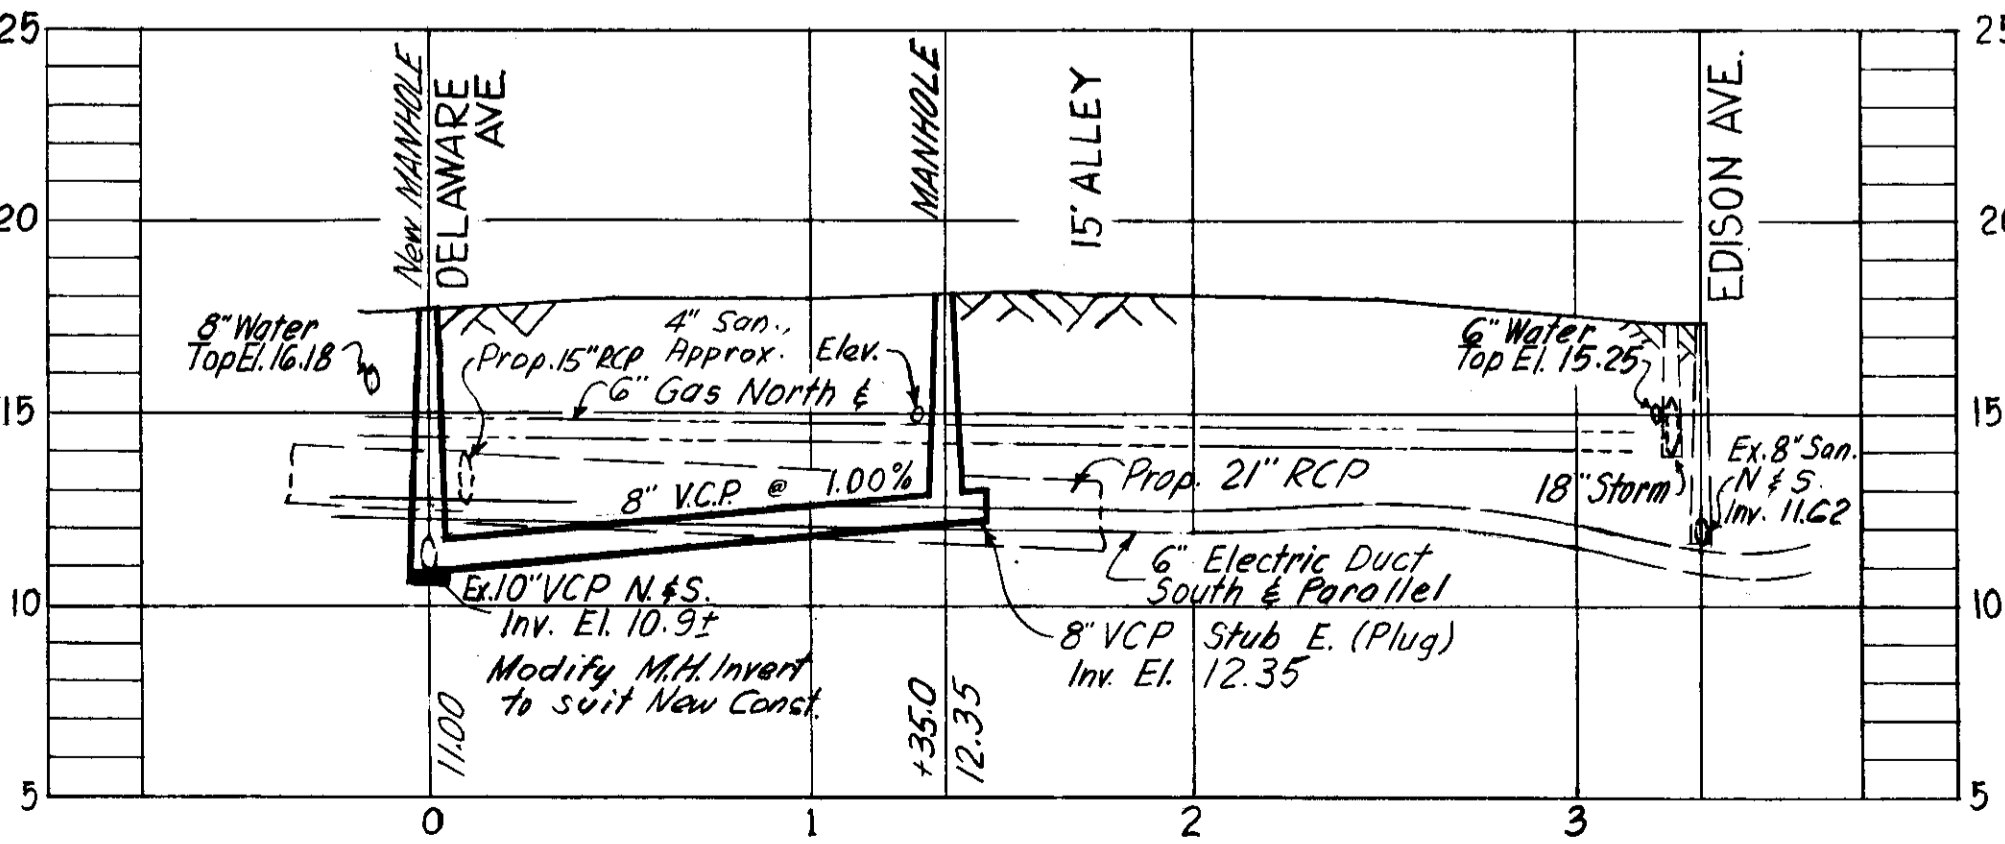 25
25
New MANHOLE
DELAWARE
AVE.
MANHOLE
15' ALLEY
EDISON AVE.
20
20
8" Water
Top El. 16.18
Prop. 15" RCP
4" San.,
Approx. Elev.
6" Gas North &
6" Water
Top El. 15.25
15
15
8" V.C.P. @ 1.00%
Prop. 21" RCP
18" Storm
Ex. 8" San.
N & S.
Inv. 11.62
6" Electric Duct
South & Parallel
Ex. 10" VCP N. & S.
Inv. El. 10.9±
Modify M.H. Invert
to suit New Const.
8" VCP Stub E. (Plug)
Inv. El. 12.35
10
10
11.00
+35.0
12.35
5
5
0
1
2
3